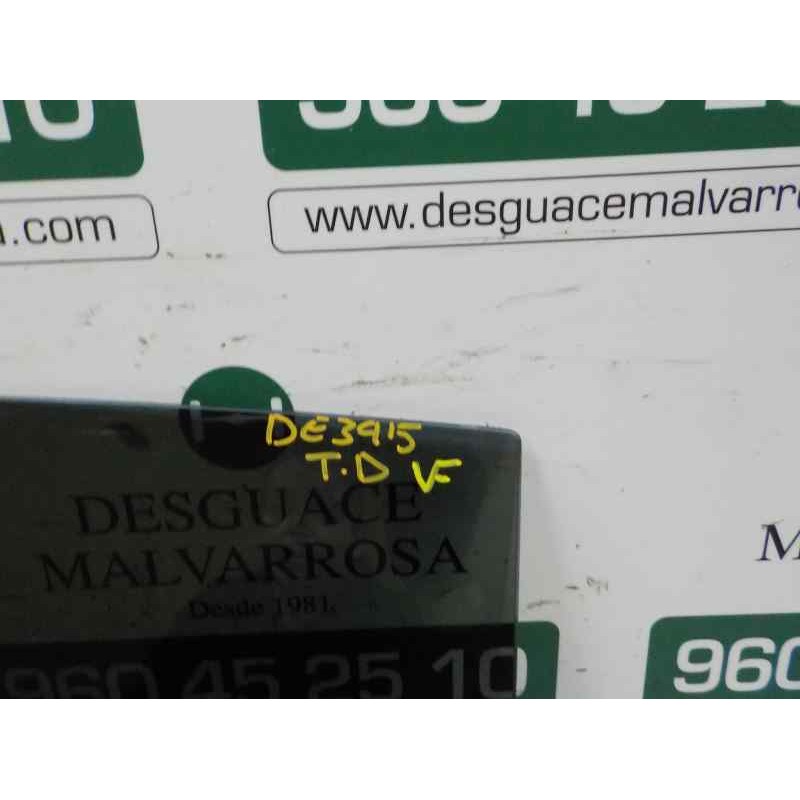 www.desguacemalvarr
.com
DE3915
T.D VF
DESGUACE
MALVARROSA
Desde 1981.
960 45 25 10
M
960